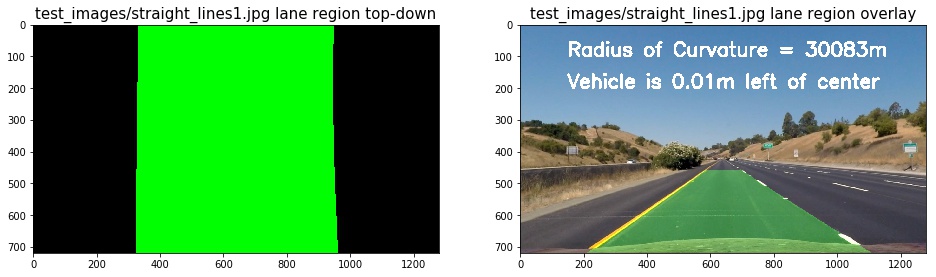 test_images/straight_lines1.jpg lane region top-down
0
100
200
300
400
500
600
700
0 200 400 600 800 1000 1200
test_images/straight_lines1.jpg lane region overlay
Radius of Curvature = 30083m
Vehicle is 0.01m left of center
0
100
200
300
400
500
600
700
0 200 400 600 800 1000 1200